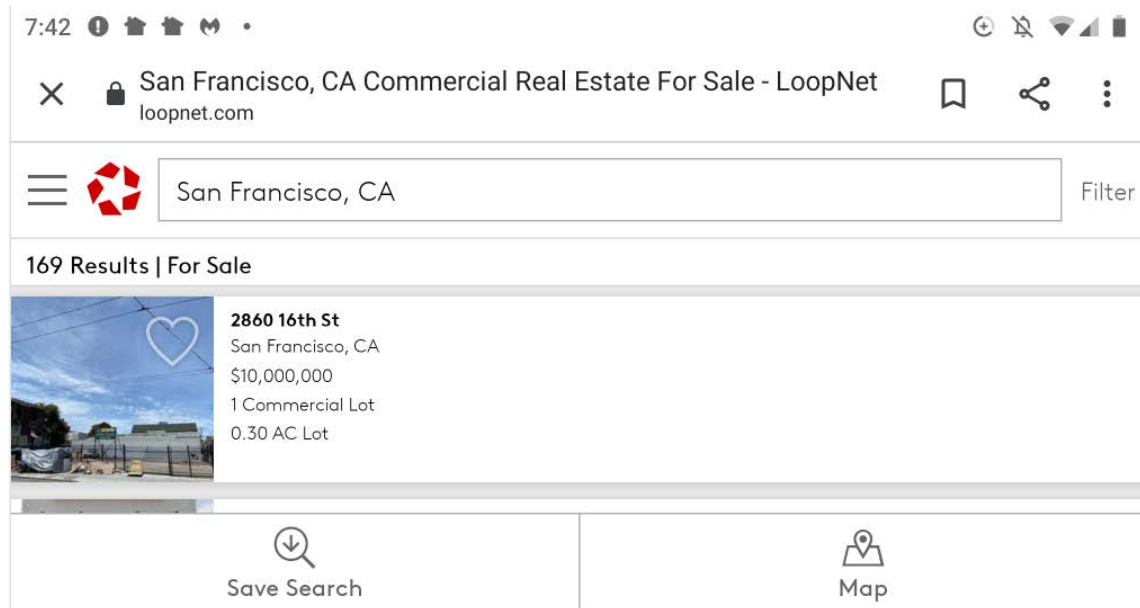 7:42
San Francisco, CA Commercial Real Estate For Sale - LoopNet
loopnet.com
San Francisco, CA
Filter
169 Results | For Sale
2860 16th St
San Francisco, CA
$10,000,000
1 Commercial Lot
0.30 AC Lot
Save Search
Map